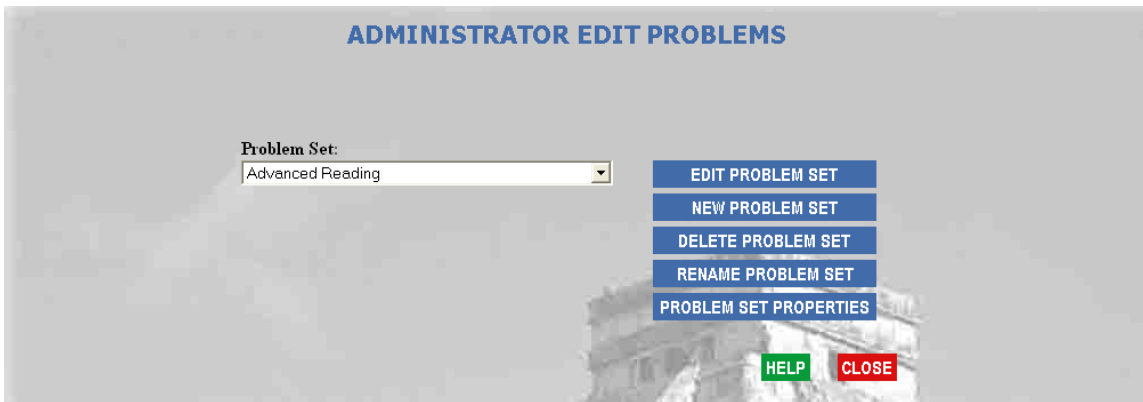 ADMINISTRATOR EDIT PROBLEMS
Problem Set:
Advanced Reading
EDIT PROBLEM SET
NEW PROBLEM SET
DELETE PROBLEM SET
RENAME PROBLEM SET
PROBLEM SET PROPERTIES
HELP CLOSE